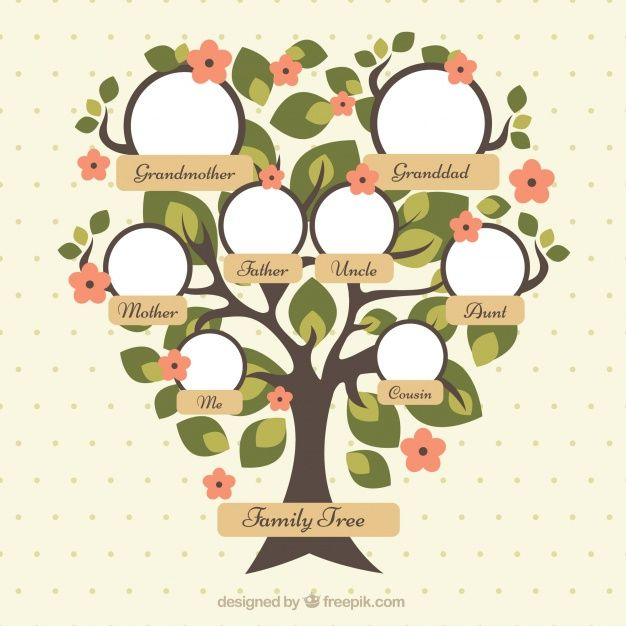 Grandmother
Granddad
Father
Uncle
Mother
Aunt
Me
Cousin
Family Tree
designed by freepik.com